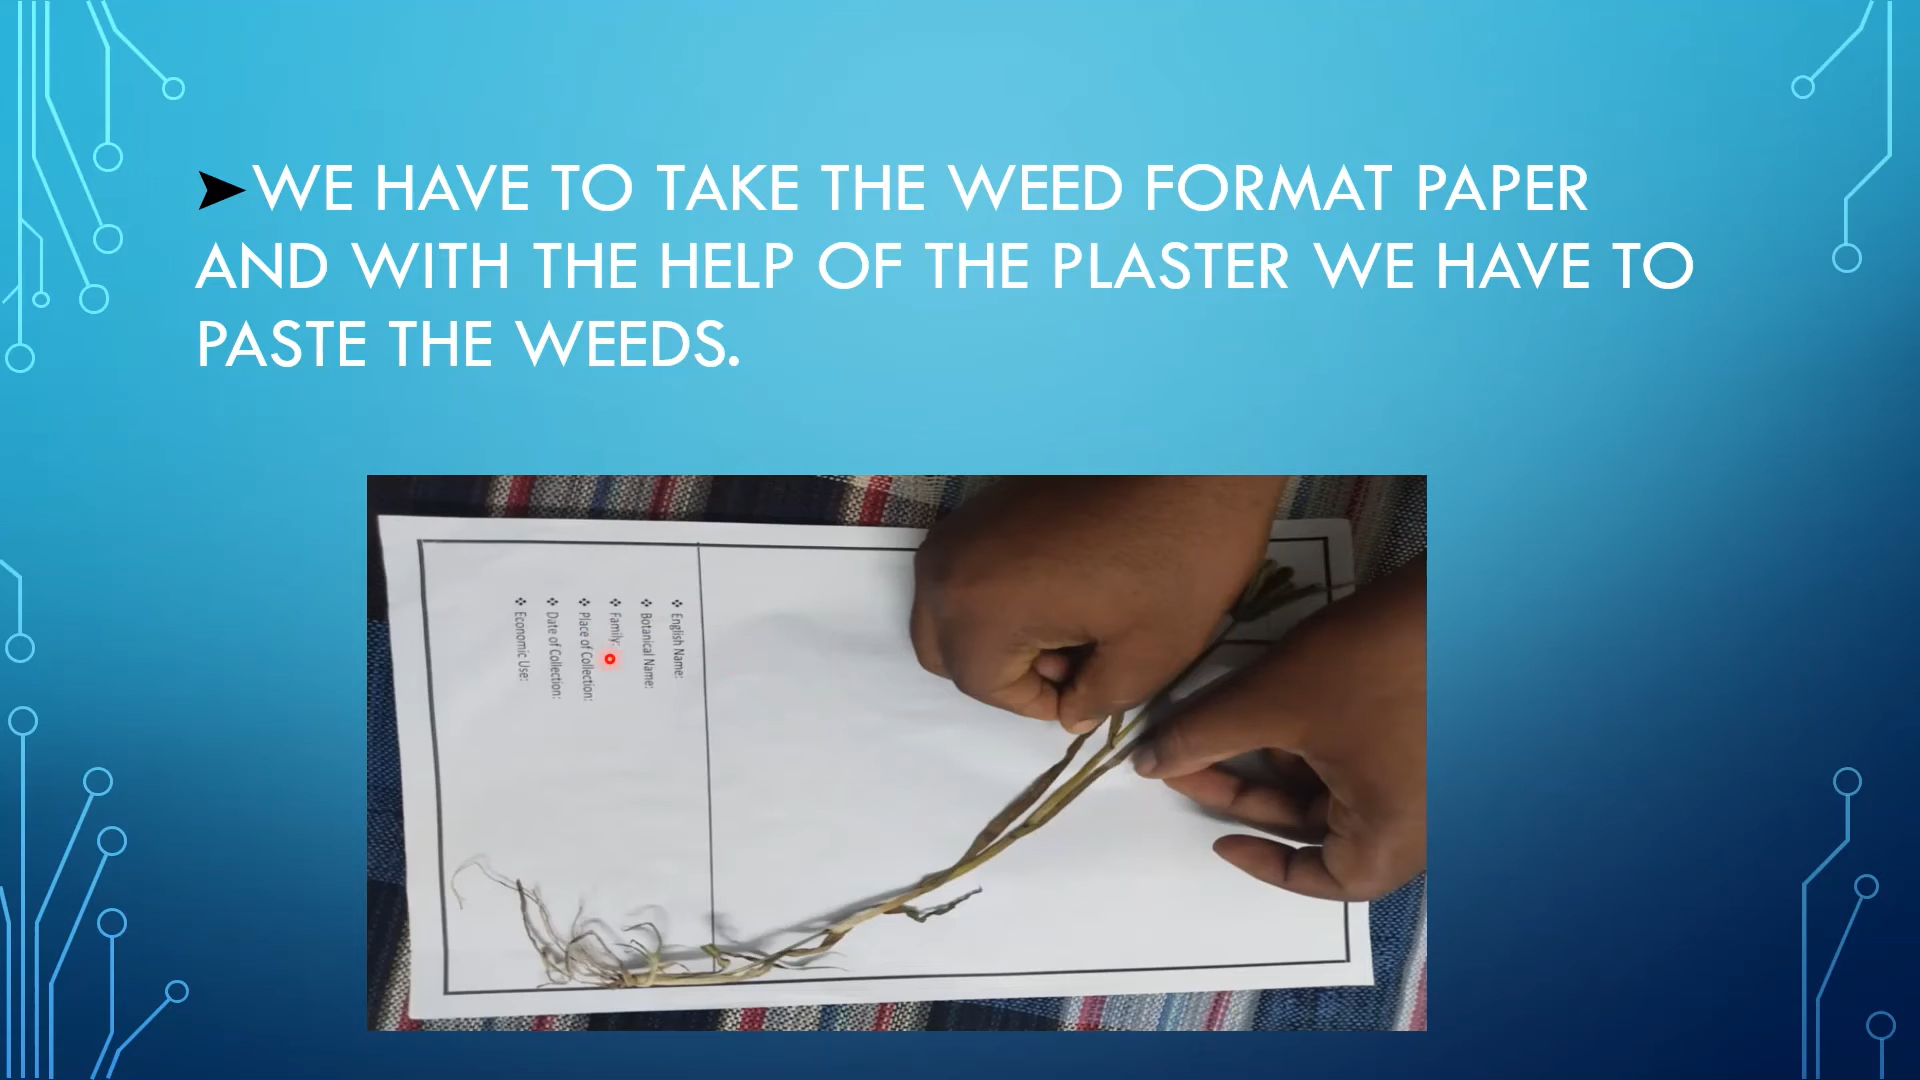 ➤WE HAVE TO TAKE THE WEED FORMAT PAPER
AND WITH THE HELP OF THE PLASTER WE HAVE TO
PASTE THE WEEDS.
❖ English Name:
❖ Botanical Name:
❖ Family:
❖ Place of Collection:
❖ Date of Collection:
❖ Economic Use: